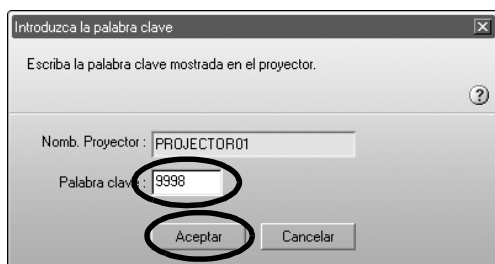 Introduzca la palabra clave
Escriba la palabra clave mostrada en el proyector.
Nomb. Proyector : PROJECTOR01
Palabra clave : 9998
Aceptar Cancelar